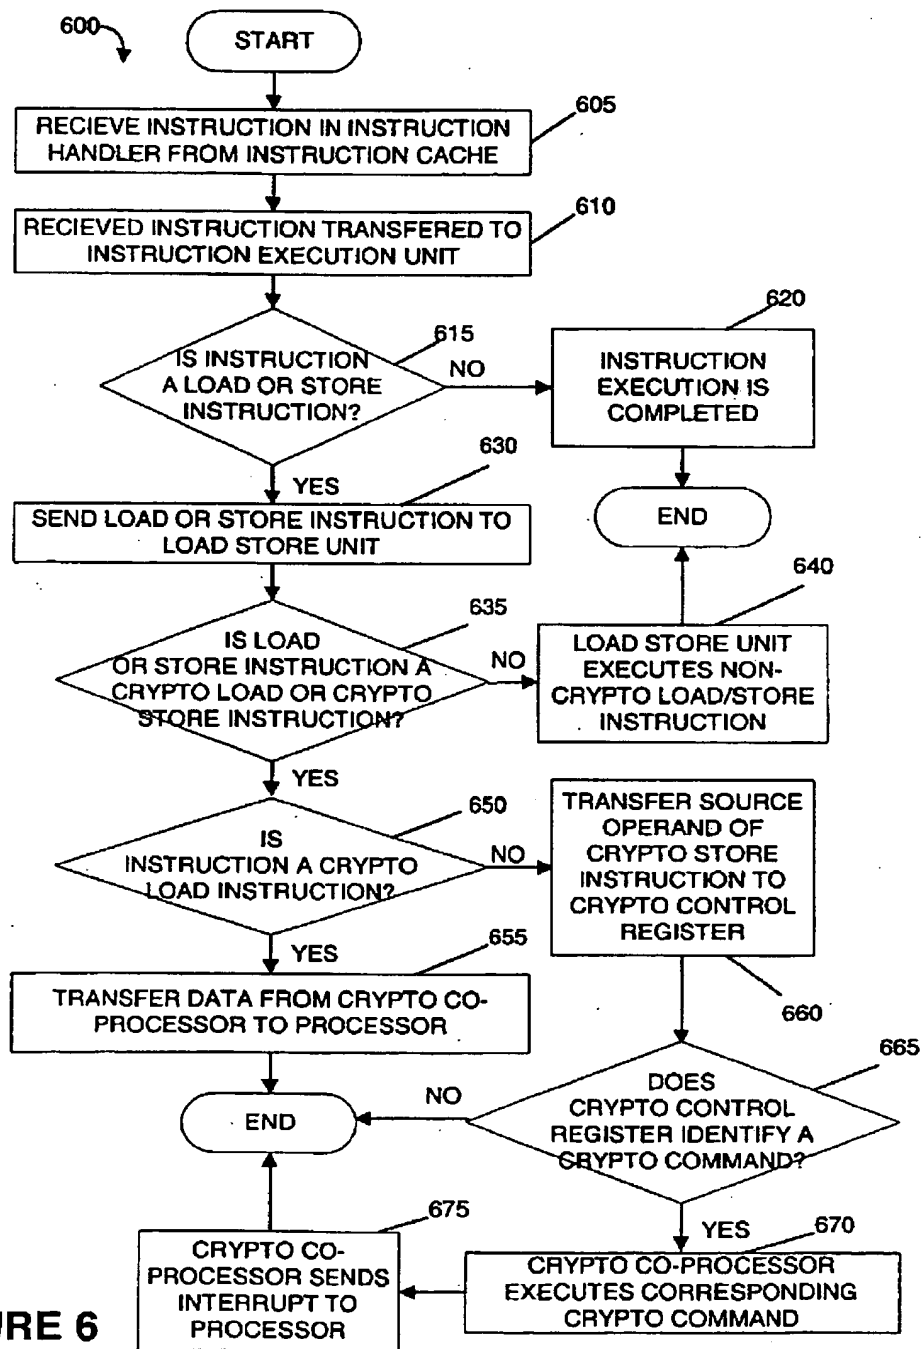 600
START
605
RECIEVE INSTRUCTION IN INSTRUCTION
HANDLER FROM INSTRUCTION CACHE
610
RECIEVED INSTRUCTION TRANSFERED TO
INSTRUCTION EXECUTION UNIT
615
IS INSTRUCTION
A LOAD OR STORE
INSTRUCTION?
NO
620
INSTRUCTION
EXECUTION IS
COMPLETED
END
YES
630
SEND LOAD OR STORE INSTRUCTION TO
LOAD STORE UNIT
635
IS LOAD
OR STORE INSTRUCTION A
CRYPTO LOAD OR CRYPTO
STORE INSTRUCTION?
NO
640
LOAD STORE UNIT
EXECUTES NON-
CRYPTO LOAD/STORE
INSTRUCTION
YES
650
IS
INSTRUCTION A CRYPTO
LOAD INSTRUCTION?
NO
TRANSFER SOURCE
OPERAND OF
CRYPTO STORE
INSTRUCTION TO
CRYPTO CONTROL
REGISTER
660
YES
655
TRANSFER DATA FROM CRYPTO CO-
PROCESSOR TO PROCESSOR
665
DOES
CRYPTO CONTROL
REGISTER IDENTIFY A
CRYPTO COMMAND?
NO
END
YES
670
CRYPTO CO-PROCESSOR
EXECUTES CORRESPONDING
CRYPTO COMMAND
675
CRYPTO CO-
PROCESSOR SENDS
INTERRUPT TO
PROCESSOR
URE 6